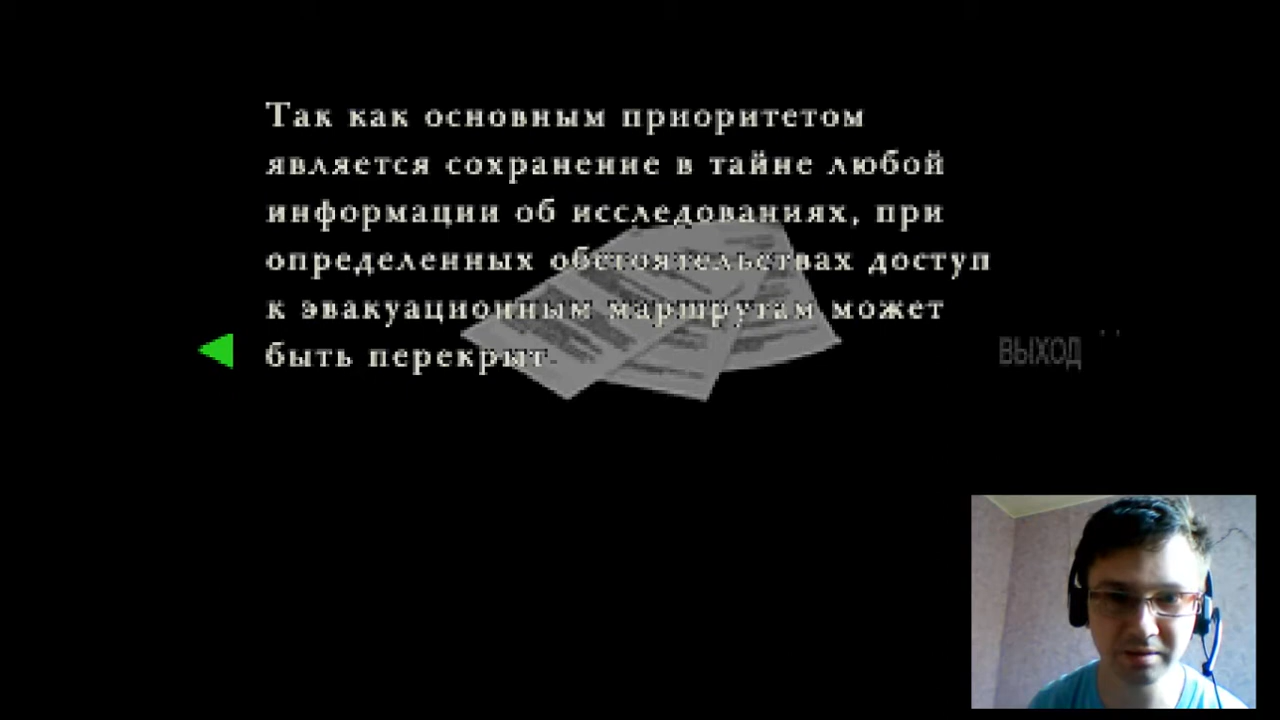 Так как основным приоритетом
является сохранение в тайне любой
информации об исследованиях, при
определенных обстоятельствах доступ
к эвакуационным маршрутам может
быть перекрыт.
ВЫХОД